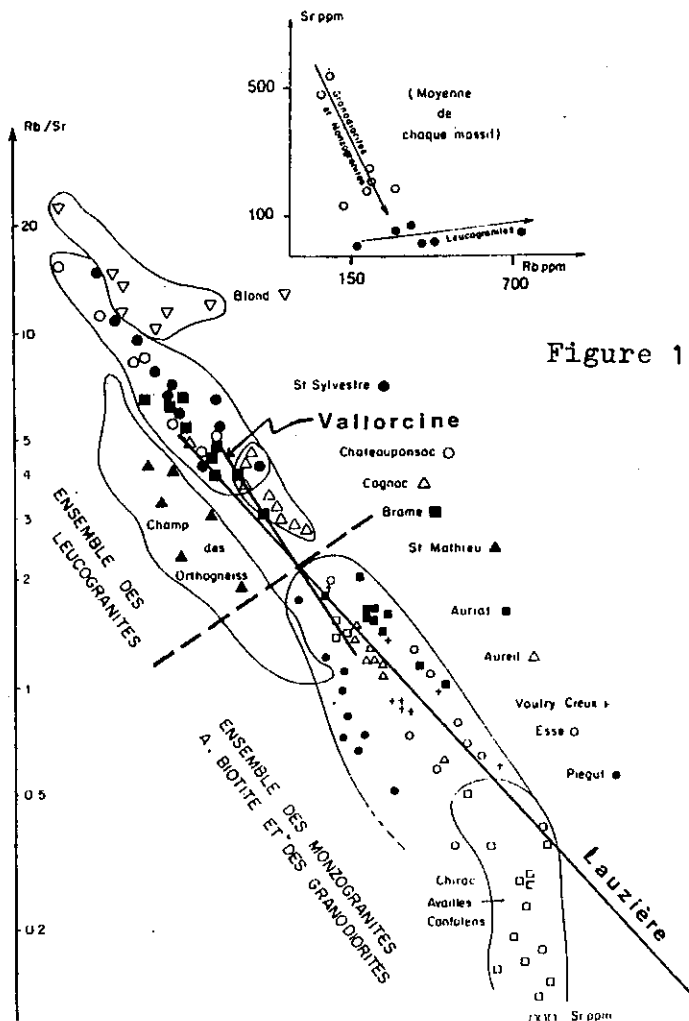 Sr ppm
500
100
(Moyenne
de
chaque massif)
Granodiorites
et Monzogranites
Leucogranites
150
700
Rb ppm
Rb/Sr
20
10
5
4
3
2
1
0.5
0.2
Figure 1
Blond
St Sylvestre
Vallorcine
Chateauponsac
Cognac
Brame
St Mathieu
Auriat
Aureil
Voulry Creux
Esse
Piegut
Champ
des
Orthogneiss
ENSEMBLE DES
LEUCOGRANITES
ENSEMBLE DES MONZOGRANITES
A. BIOTITE ET DES GRANODIORITES
Chirac
Availles
Confolens
Lauzière
Sr ppm